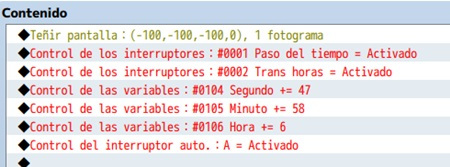 Contenido
◆Teñir pantalla：(-100,-100,-100,0), 1 fotograma
◆Control de los interruptores：#0001 Paso del tiempo = Activado
◆Control de los interruptores：#0002 Trans horas = Activado
◆Control de las variables：#0104 Segundo += 47
◆Control de las variables：#0105 Minuto += 58
◆Control de las variables：#0106 Hora += 6
◆Control del interruptor auto.：A = Activado
◆